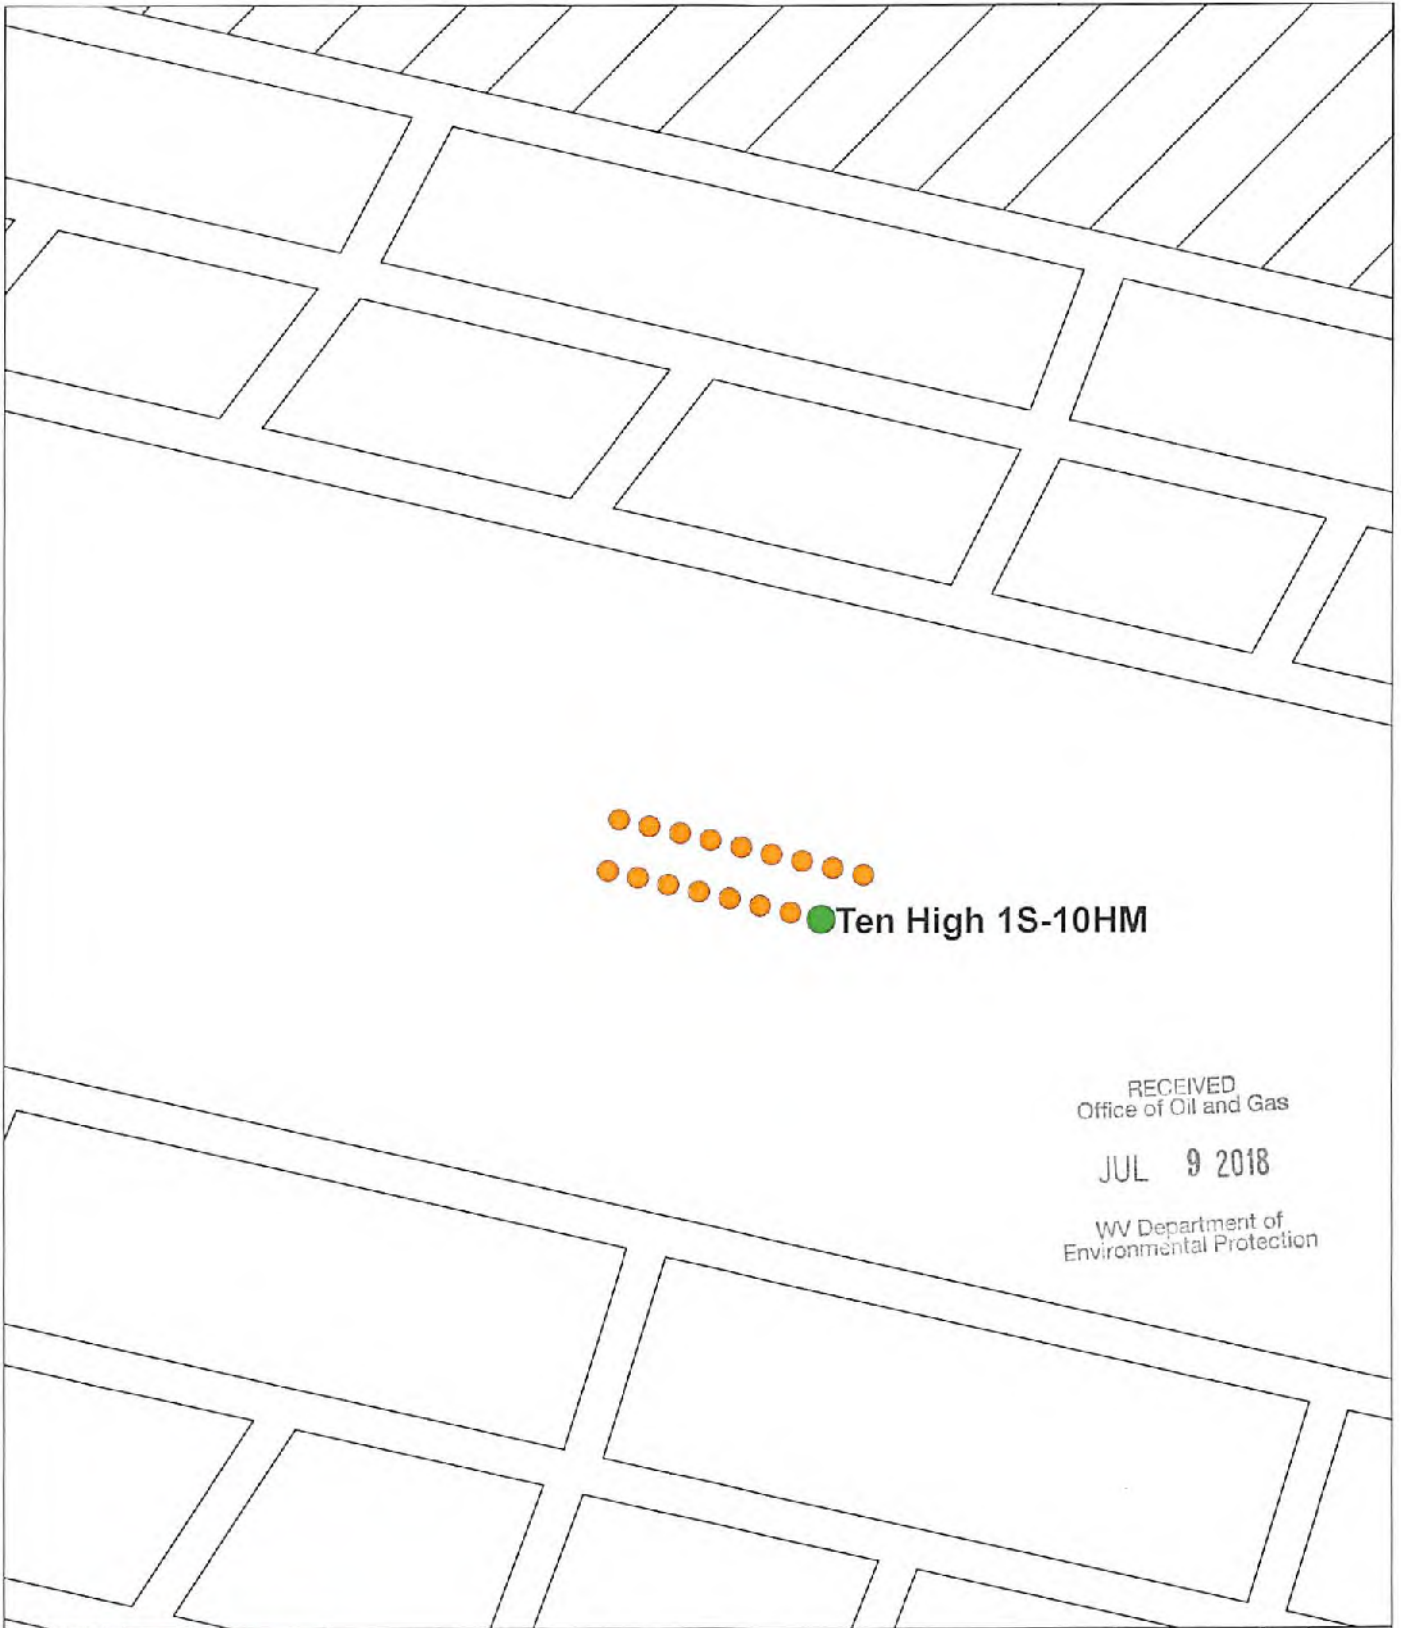 Ten High 1S-10HM
RECEIVED
Office of Oil and Gas
JUL 9 2018
WV Department of
Environmental Protection